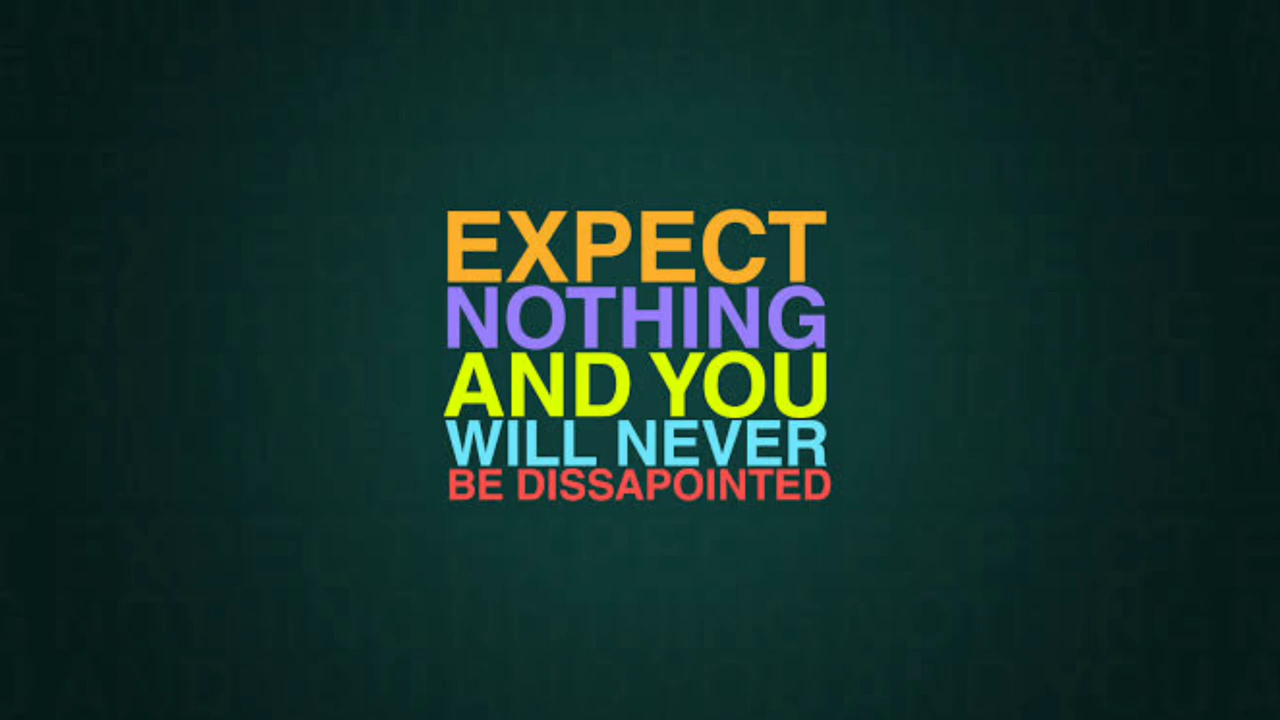 EXPECT
NOTHING
AND YOU
WILL NEVER
BE DISSAPOINTED